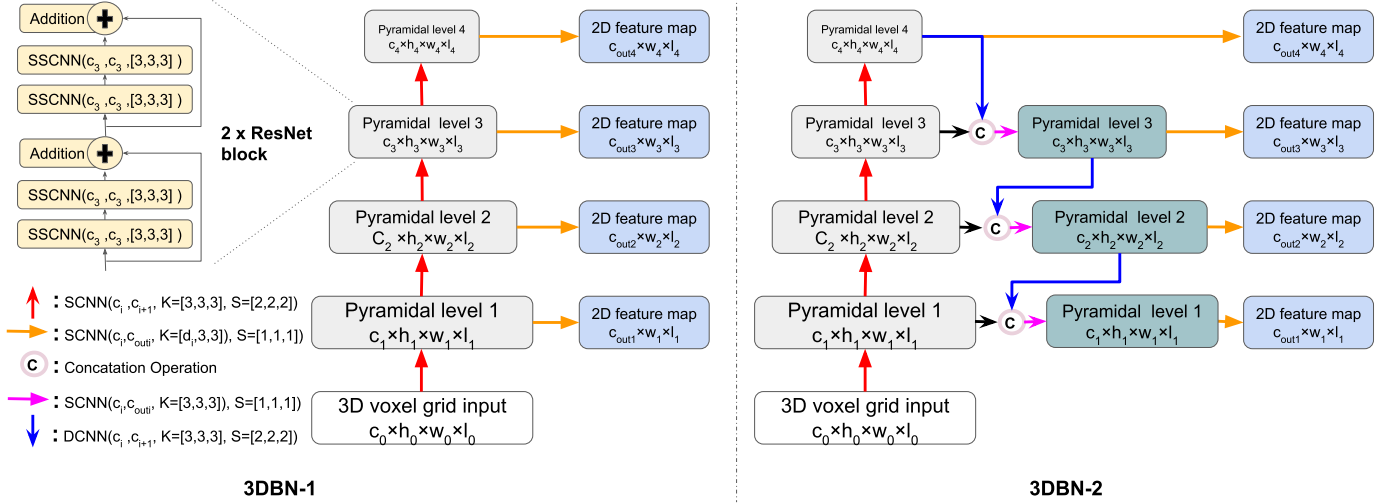 Addition
SSCNN(c3 ,c3 ,[3,3,3] )
SSCNN(c3 ,c3 ,[3,3,3] )
Addition
SSCNN(c3 ,c3 ,[3,3,3] )
SSCNN(c3 ,c3 ,[3,3,3] )
2 x ResNet
block
: SCNN(ci ,ci+1, K=[3,3,3], S=[2,2,2])
: SCNN(ci,couti, K=[di,3,3]), S=[1,1,1])
C : Concatation Operation
: SCNN(ci,couti, K=[3,3,3]), S=[1,1,1])
: DCNN(ci ,ci+1, K=[3,3,3], S=[2,2,2])
Pyramidal level 4
c4×h4×w4×l4
2D feature map
cout4×w4×l4
Pyramidal level 3
c3×h3×w3×l3
2D feature map
cout3×w3×l3
Pyramidal level 2
C2 ×h2×w2×l2
2D feature map
cout2×w2×l2
Pyramidal level 1
c1×h1×w1×l1
2D feature map
cout1×w1×l1
3D voxel grid input
c0×h0×w0×l0
3DBN-1
Pyramidal level 4
c4×h4×w4×l4
2D feature map
cout4×w4×l4
Pyramidal level 3
c3×h3×w3×l3
C
Pyramidal level 3
c3×h3×w3×l3
2D feature map
cout3×w3×l3
Pyramidal level 2
C2 ×h2×w2×l2
C
Pyramidal level 2
c2×h2×w2×l2
2D feature map
cout2×w2×l2
Pyramidal level 1
c1×h1×w1×l1
C
Pyramidal level 1
c1×h1×w1×l1
2D feature map
cout1×w1×l1
3D voxel grid input
c0×h0×w0×l0
3DBN-2